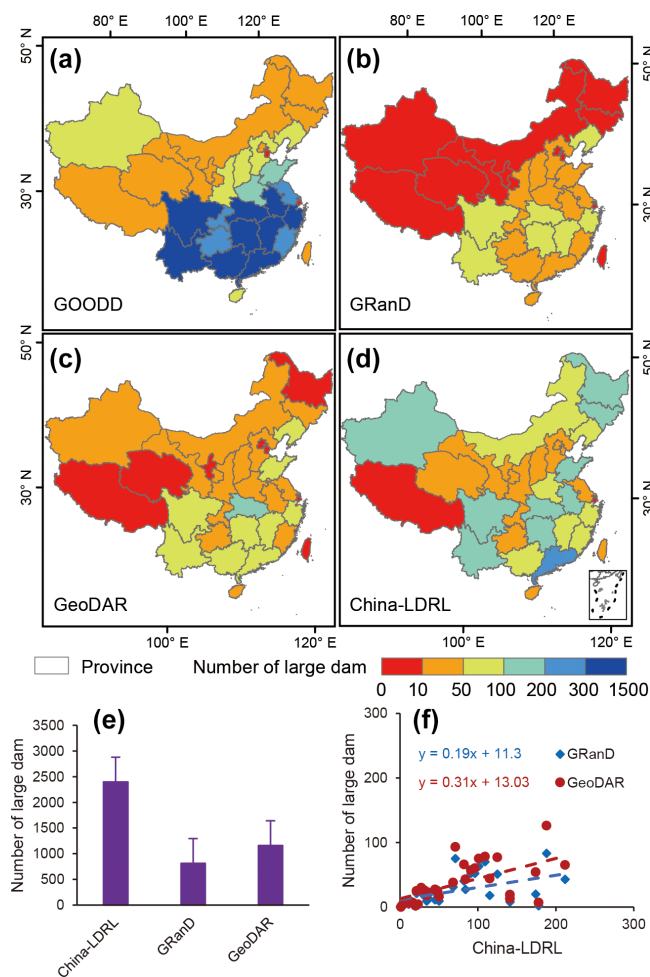 80° E 100° E 120° E 80° E 100° E 120° E
50° N (a) (b) 50° N
30° N 30° N
GOODD GRanD
50° N (c) (d) 50° N
30° N 30° N
GeoDAR China-LDRL
100° E 120° E 100° E 120° E
Province Number of large dam
0 10 50 100 200 300 1500
(e)
Number of large dam
3500
3000
2500
2000
1500
1000
500
0
China-LDRL GRanD GeoDAR
(f)
Number of large dam
300
200
100
0
y = 0.19x + 11.3 GRanD
y = 0.31x + 13.03 GeoDAR
0 100 200 300
China-LDRL